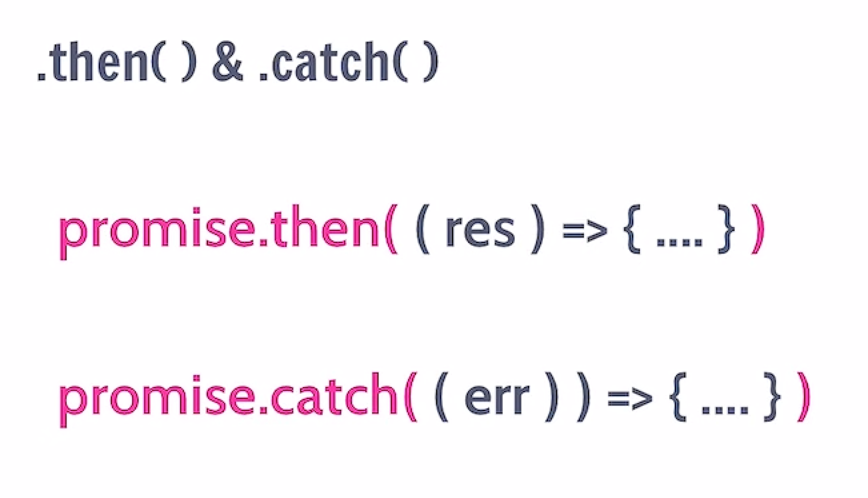 .then( ) & .catch( )
promise.then( ( res ) => { .... } )
promise.catch( ( err ) ) => { .... } )